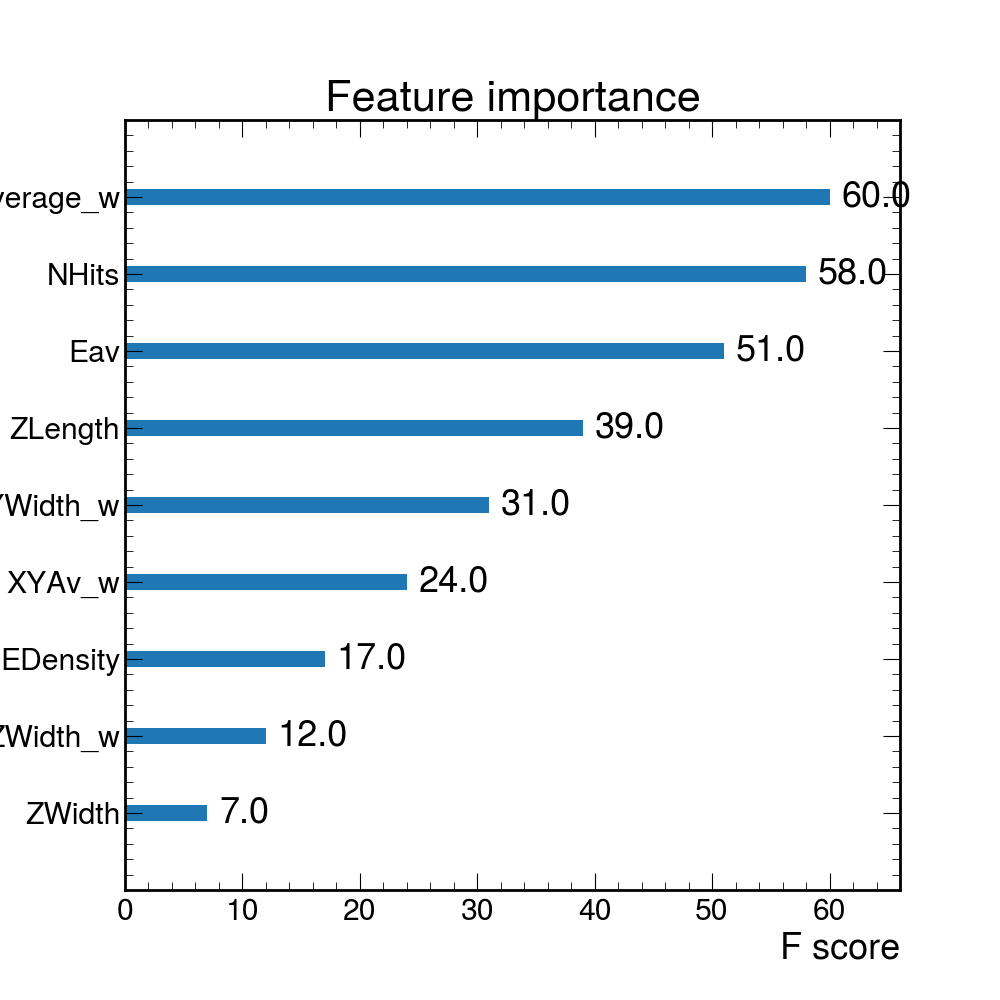 Feature importance
verage_w 60.0
NHits 58.0
Eav 51.0
ZLength 39.0
YWidth_w 31.0
XYAv_w 24.0
EDensity 17.0
ZWidth_w 12.0
ZWidth 7.0
0 10 20 30 40 50 60
F score